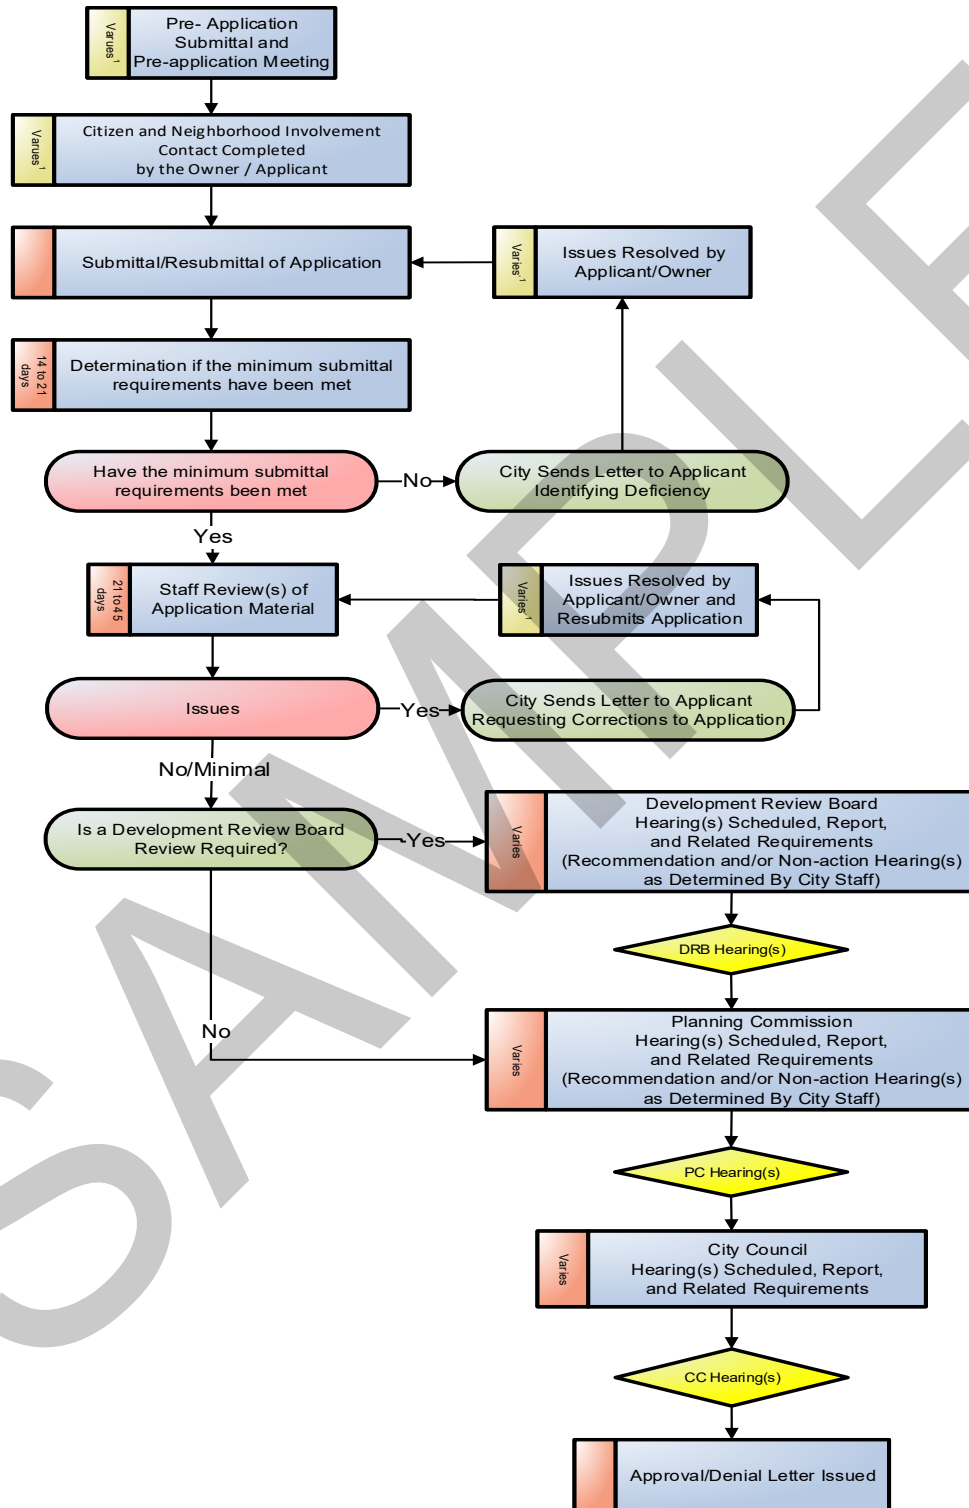 Varues¹
Pre- Application
Submittal and
Pre-application Meeting
Varues¹
Citizen and Neighborhood Involvement
Contact Completed
by the Owner / Applicant
Submittal/Resubmittal of Application
Varies¹
Issues Resolved by
Applicant/Owner
14 to 21
days
Determination if the minimum submittal
requirements have been met
Have the minimum submittal
requirements been met
No
City Sends Letter to Applicant
Identifying Deficiency
Yes
21 to 45
days
Staff Review(s) of
Application Material
Varies¹
Issues Resolved by
Applicant/Owner and
Resubmits Application
Issues
Yes
City Sends Letter to Applicant
Requesting Corrections to Application
No/Minimal
Is a Development Review Board
Review Required?
Yes
Varies
Development Review Board
Hearing(s) Scheduled, Report,
and Related Requirements
(Recommendation and/or Non-action Hearing(s)
as Determined By City Staff)
DRB Hearing(s)
No
Varies
Planning Commission
Hearing(s) Scheduled, Report,
and Related Requirements
(Recommendation and/or Non-action Hearing(s)
as Determined By City Staff)
PC Hearing(s)
Varies
City Council
Hearing(s) Scheduled, Report,
and Related Requirements
CC Hearing(s)
Approval/Denial Letter Issued
SAMPLE